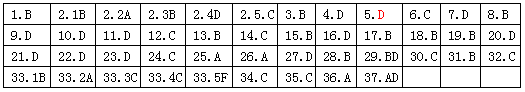 1.B 2.1B 2.2A 2.3B 2.4D 2.5.C 3.B 4.D 5.D 6.C 7.D 8.B
9.D 10.D 11.D 12.C 13.B 14.C 15.B 16.D 17.B 18.B 19.B 20.D
21.D 22.D 23.D 24.C 25.A 26.A 27.D 28.B 29.BD 30.C 31.B 32.C
33.1B 33.2A 33.3C 33.4C 33.5F 34.C 35.C 36.A 37.AD